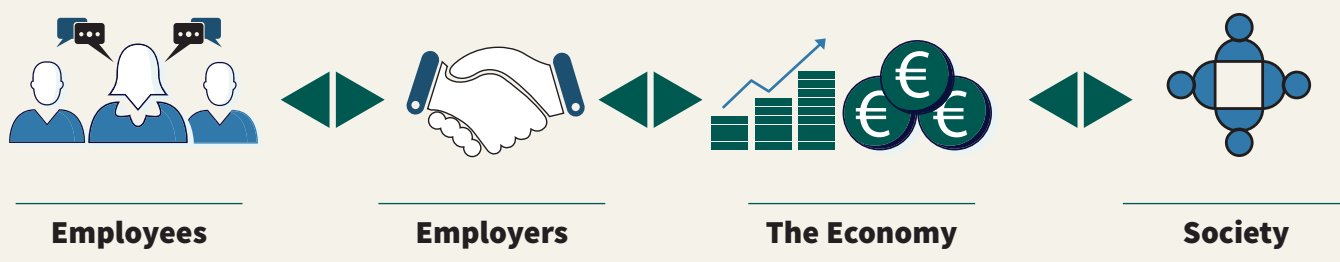 €
€ €
Employees
Employers
The Economy
Society